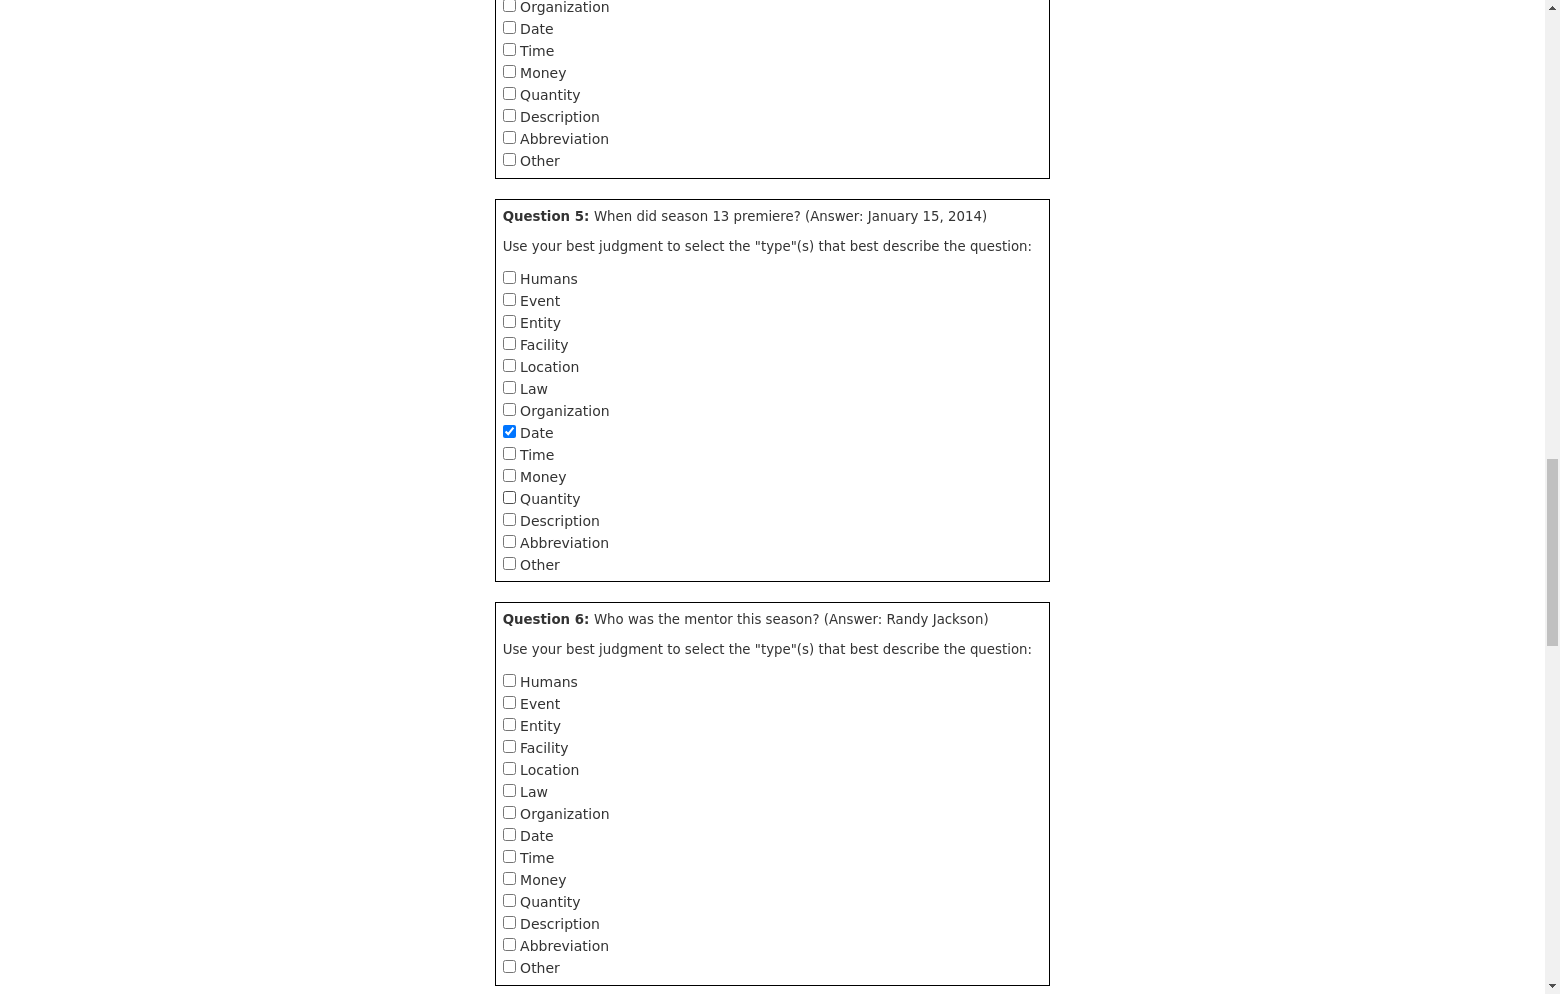 Organization
Date
Time
Money
Quantity
Description
Abbreviation
Other
Question 5: When did season 13 premiere? (Answer: January 15, 2014)
Use your best judgment to select the "type"(s) that best describe the question:
Humans
Event
Entity
Facility
Location
Law
Organization
Date
Time
Money
Quantity
Description
Abbreviation
Other
Question 6: Who was the mentor this season? (Answer: Randy Jackson)
Use your best judgment to select the "type"(s) that best describe the question:
Humans
Event
Entity
Facility
Location
Law
Organization
Date
Time
Money
Quantity
Description
Abbreviation
Other